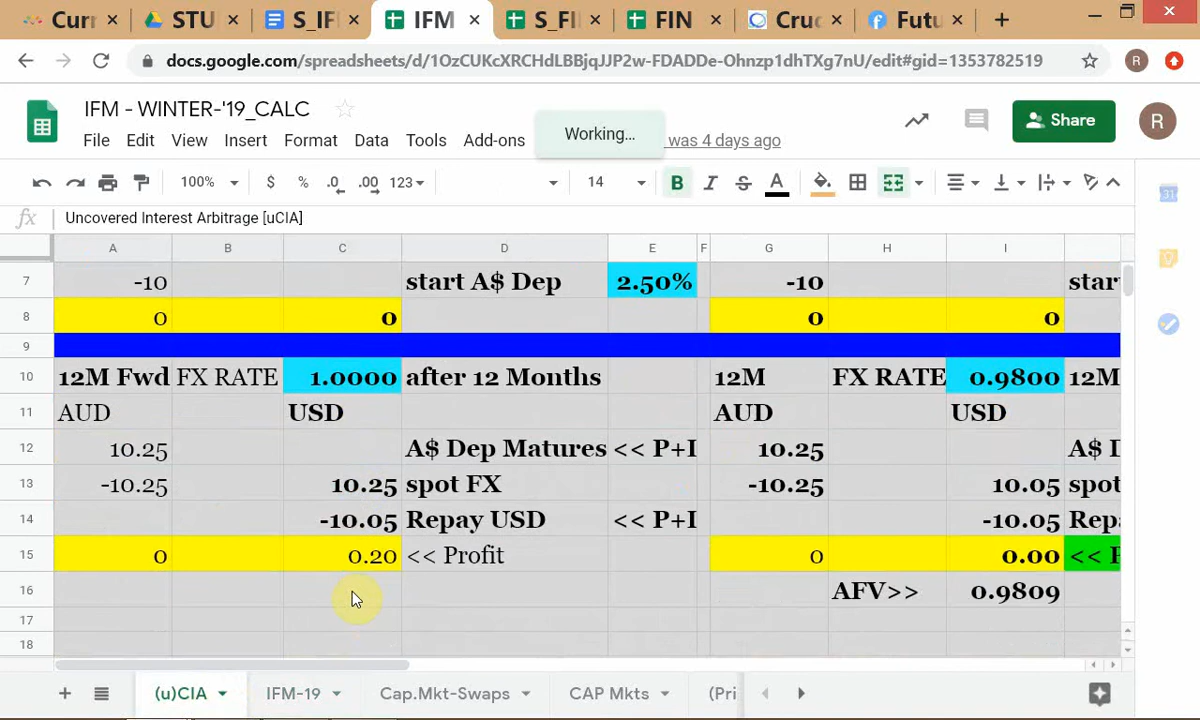 Curr STU S_IFI IFM S_FII FIN Cruc Futu
docs.google.com/spreadsheets/d/1OzCUKcXRCHdLBBjqJJP2w-FDADDe-Ohnzp1dhTXg7nU/edit#gid=1353782519 R
IFM - WINTER-'19_CALC
File Edit View Insert Format Data Tools Add-ons Working... was 4 days ago Share R
100% $ % .0 .00 123 14 B I S A
fx Uncovered Interest Arbitrage [uCIA]
A B C D E F G H I
7 -10 start A$ Dep 2.50% -10 star
8 0 0 0 0
9
10 12M Fwd FX RATE 1.0000 after 12 Months 12M FX RATE 0.9800 12M
11 AUD USD AUD USD
12 10.25 A$ Dep Matures << P+I 10.25 A$ D
13 -10.25 10.25 spot FX -10.25 10.05 spot
14 -10.05 Repay USD << P+I -10.05 Repa
15 0 0.20 << Profit 0 0.00 << P
16 AFV>> 0.9809
17
18
(u)CIA IFM-19 Cap.Mkt-Swaps CAP Mkts (Pri